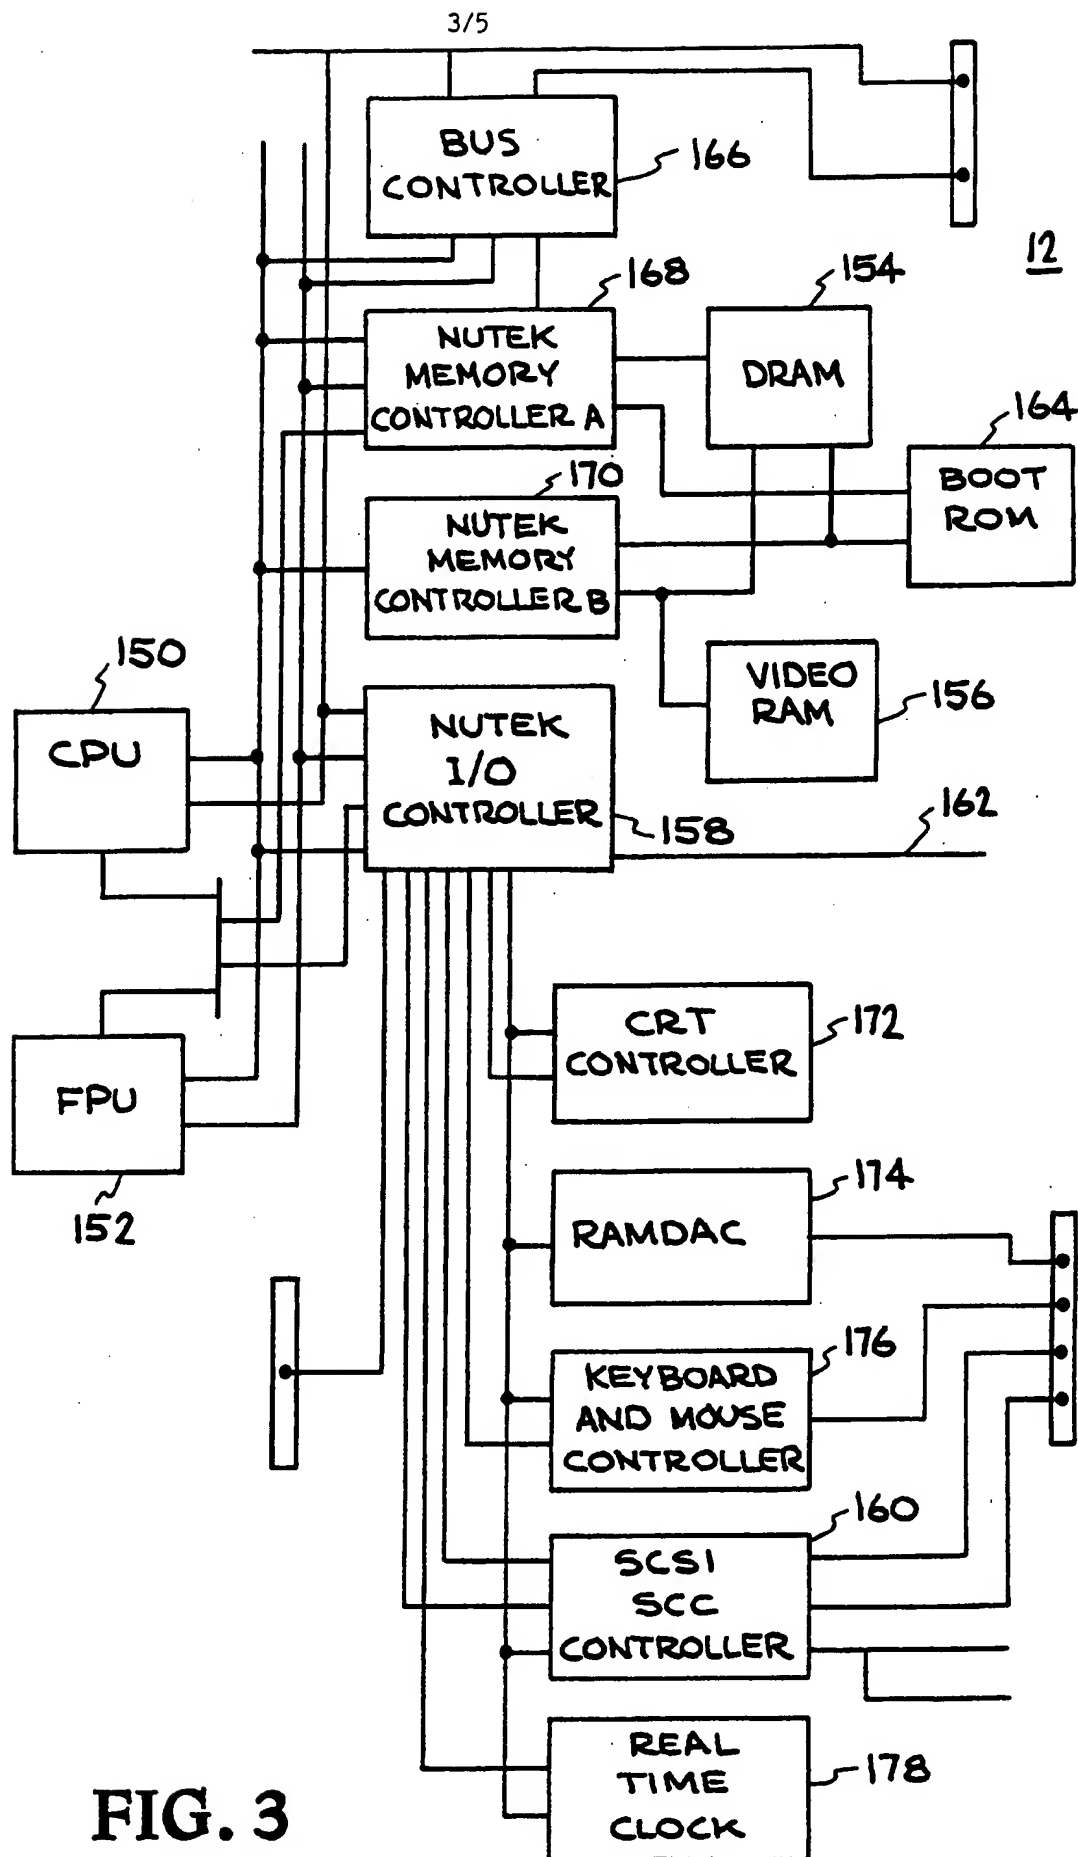 3/5
BUS
CONTROLLER
166
12
168
154
NUTEK
MEMORY
CONTROLLER A
DRAM
164
170
BOOT
ROM
NUTEK
MEMORY
CONTROLLER B
150
VIDEO
RAM
156
CPU
NUTEK
I/O
CONTROLLER
158
162
CRT
CONTROLLER
172
FPU
152
174
RAMDAC
176
KEYBOARD
AND MOUSE
CONTROLLER
160
SCSI
SCC
CONTROLLER
REAL
TIME
CLOCK
178
FIG. 3